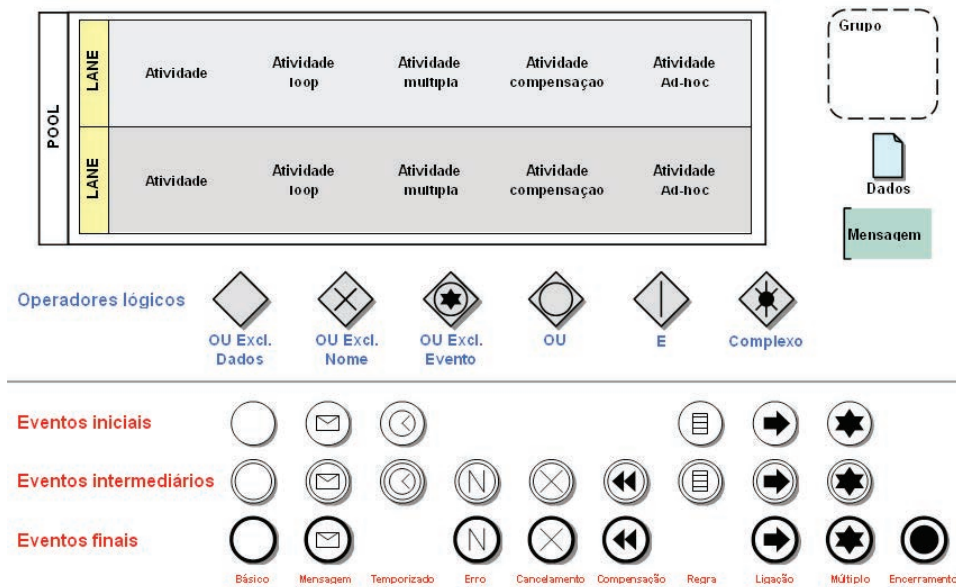 POOL
LANE
Atividade
Atividade
loop
Atividade
multipla
Atividade
compensaçao
Atividade
Ad-hoc
LANE
Atividade
Atividade
loop
Atividade
multipla
Atividade
compensaçao
Atividade
Ad-hoc
Grupo
Dados
Mensagem
Operadores lógicos
OU Excl.
Dados
OU Excl.
Nome
OU Excl.
Evento
OU
E
Complexo
Eventos iniciais
Eventos intermediários
Eventos finais
Básico
Mensagem
Temporizado
Erro
Cancelamento
Compensação
Regra
Ligação
Múltiplo
Encerramento